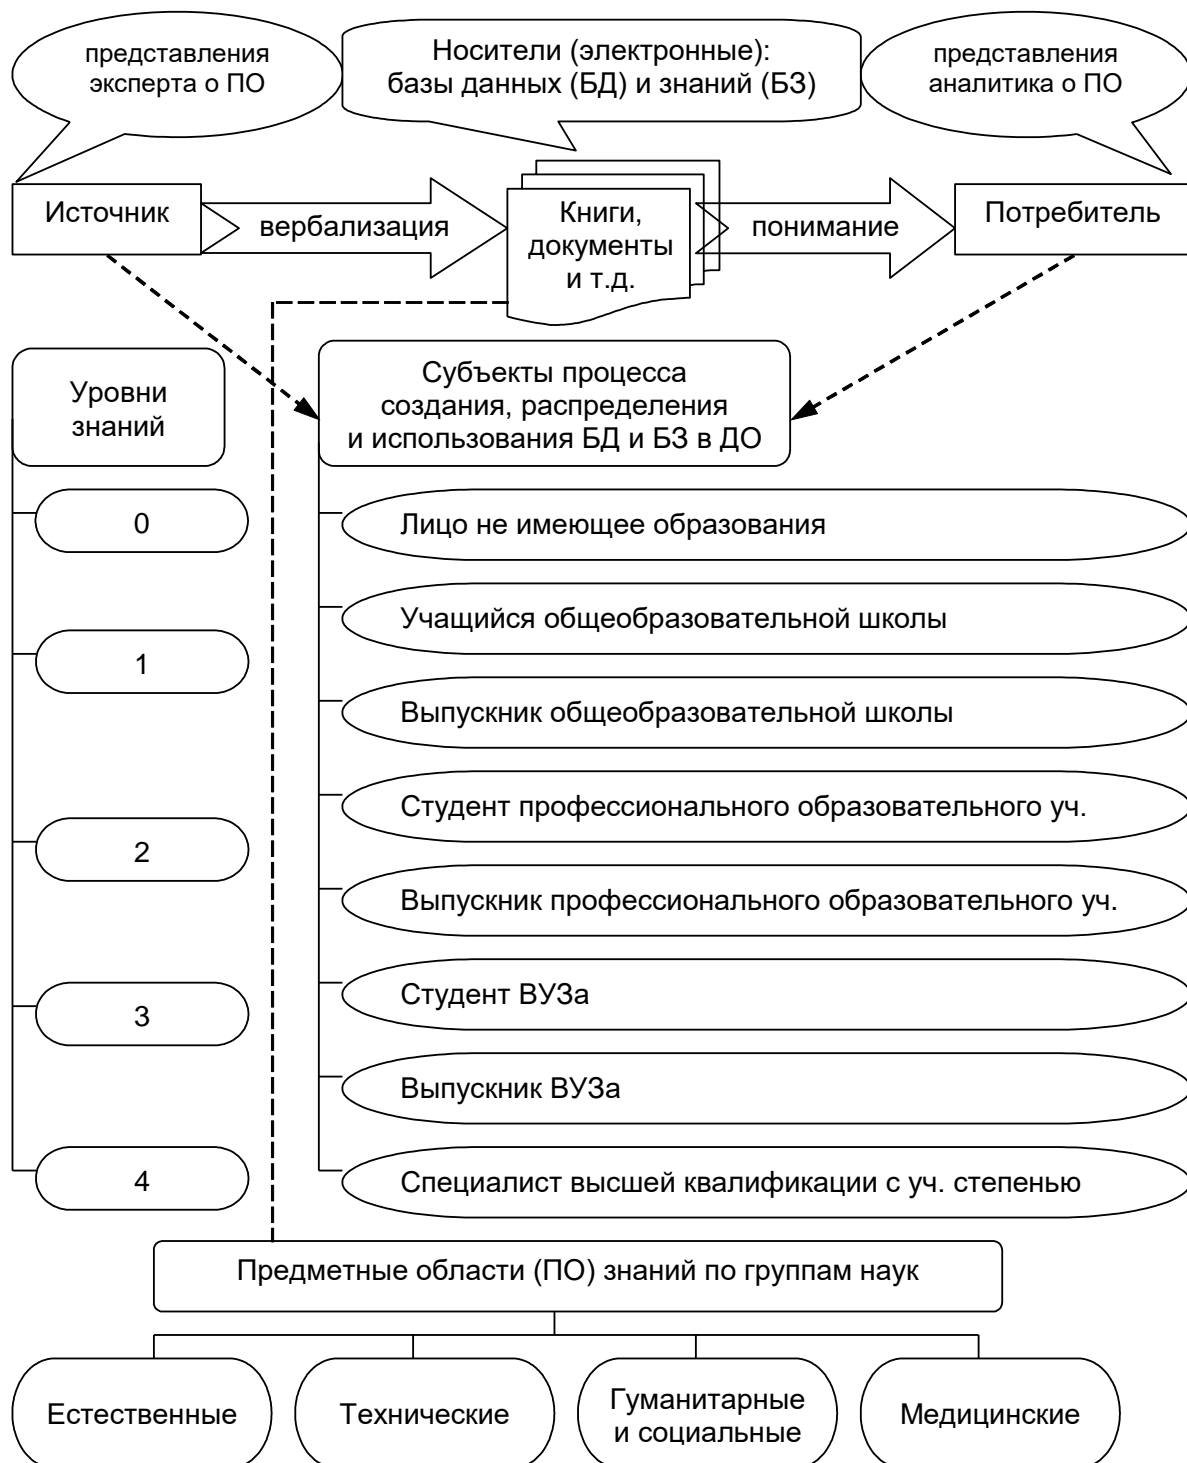 представления
эксперта о ПО
Носители (электронные):
базы данных (БД) и знаний (БЗ)
представления
аналитика о ПО
Источник
вербализация
Книги,
документы
и т.д.
понимание
Потребитель
Уровни
знаний
Субъекты процесса
создания, распределения
и использования БД и БЗ в ДО
0
Лицо не имеющее образования
Учащийся общеобразовательной школы
1
Выпускник общеобразовательной школы
Студент профессионального образовательного уч.
2
Выпускник профессионального образовательного уч.
Студент ВУЗа
3
Выпускник ВУЗа
4
Специалист высшей квалификации с уч. степенью
Предметные области (ПО) знаний по группам наук
Естественные
Технические
Гуманитарные
и социальные
Медицинские